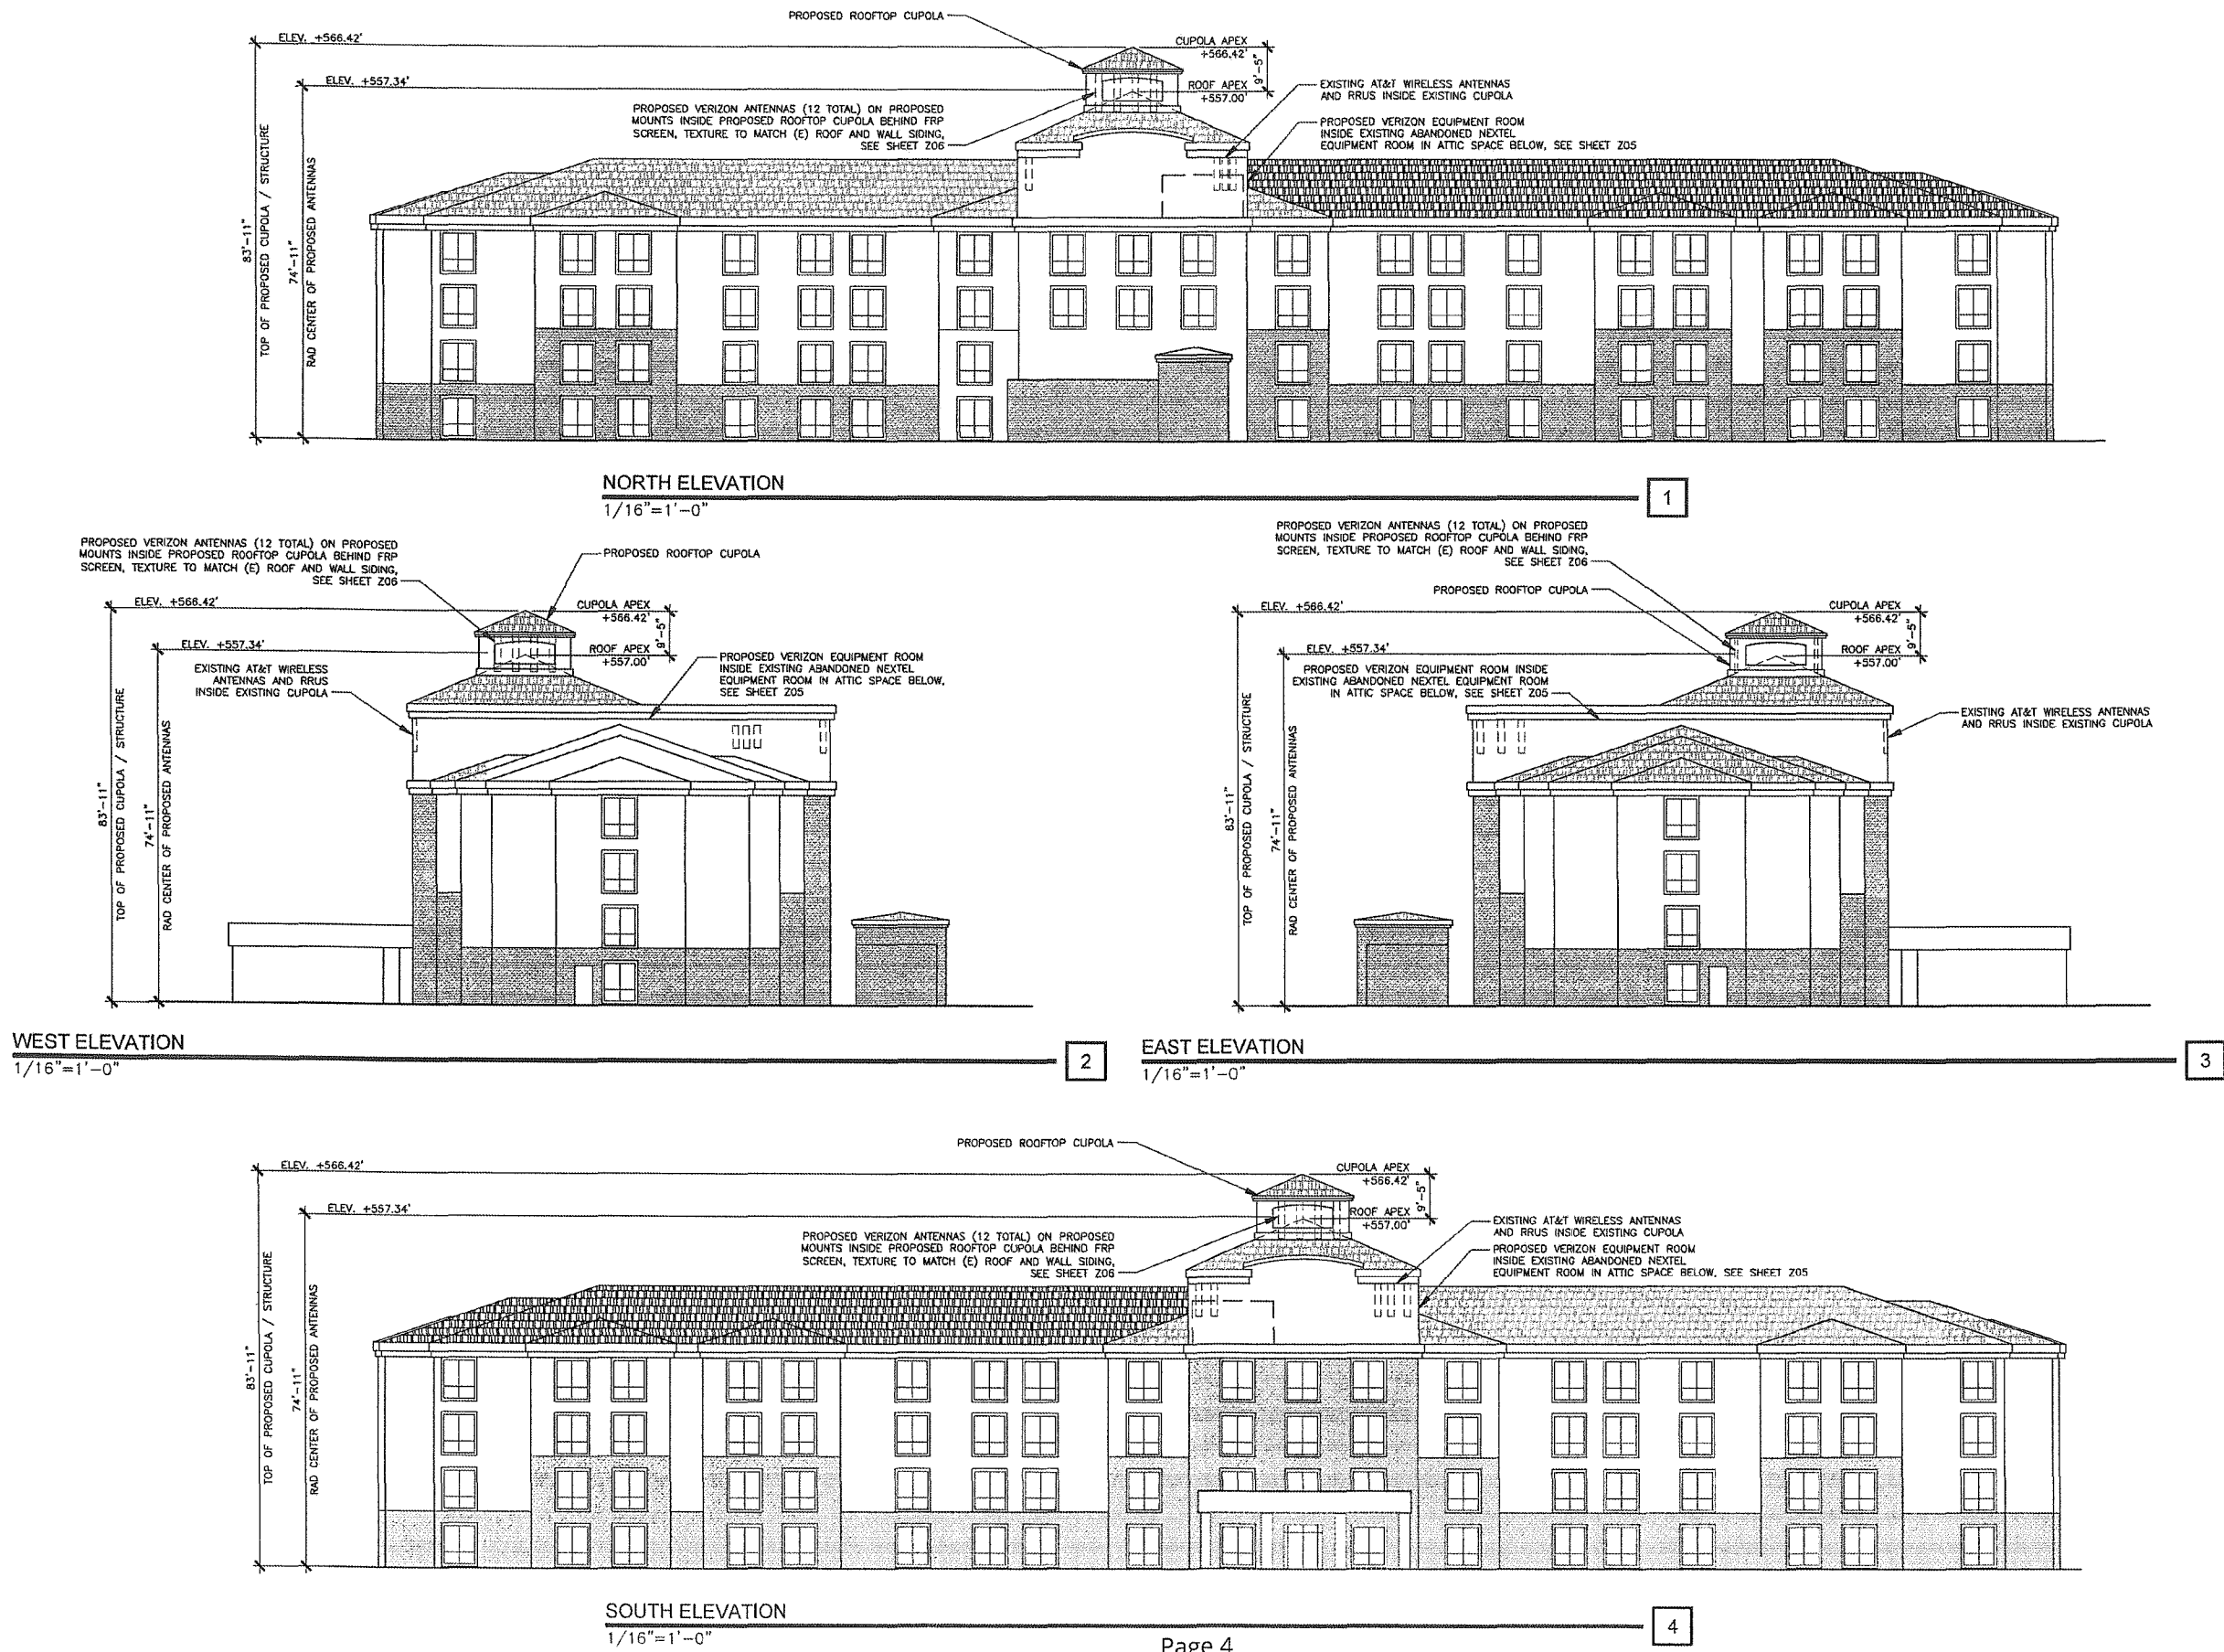 PROPOSED ROOFTOP CUPOLA
ELEV. +566.42'
CUPOLA APEX
+566.42'
9'-5"
ELEV. +557.34'
ROOF APEX
+557.00'
EXISTING AT&T WIRELESS ANTENNAS
AND RRUS INSIDE EXISTING CUPOLA
PROPOSED VERIZON ANTENNAS (12 TOTAL) ON PROPOSED
MOUNTS INSIDE PROPOSED ROOFTOP CUPOLA BEHIND FRP
SCREEN, TEXTURE TO MATCH (E) ROOF AND WALL SIDING,
SEE SHEET Z06
PROPOSED VERIZON EQUIPMENT ROOM
INSIDE EXISTING ABANDONED NEXTEL
EQUIPMENT ROOM IN ATTIC SPACE BELOW, SEE SHEET Z05
83'-11"
TOP OF PROPOSED CUPOLA / STRUCTURE
74'-11"
RAD CENTER OF PROPOSED ANTENNAS
NORTH ELEVATION
1/16"=1'-0"
1
PROPOSED VERIZON ANTENNAS (12 TOTAL) ON PROPOSED
MOUNTS INSIDE PROPOSED ROOFTOP CUPOLA BEHIND FRP
SCREEN, TEXTURE TO MATCH (E) ROOF AND WALL SIDING,
SEE SHEET Z06
PROPOSED ROOFTOP CUPOLA
ELEV. +566.42'
CUPOLA APEX
+566.42'
9'-5"
ELEV. +557.34'
ROOF APEX
+557.00'
EXISTING AT&T WIRELESS
ANTENNAS AND RRUS
INSIDE EXISTING CUPOLA
PROPOSED VERIZON EQUIPMENT ROOM
INSIDE EXISTING ABANDONED NEXTEL
EQUIPMENT ROOM IN ATTIC SPACE BELOW,
SEE SHEET Z05
83'-11"
TOP OF PROPOSED CUPOLA / STRUCTURE
74'-11"
RAD CENTER OF PROPOSED ANTENNAS
WEST ELEVATION
1/16"=1'-0"
2
PROPOSED VERIZON ANTENNAS (12 TOTAL) ON PROPOSED
MOUNTS INSIDE PROPOSED ROOFTOP CUPOLA BEHIND FRP
SCREEN, TEXTURE TO MATCH (E) ROOF AND WALL SIDING,
SEE SHEET Z06
PROPOSED ROOFTOP CUPOLA
ELEV. +566.42'
CUPOLA APEX
+566.42'
9'-5"
ELEV. +557.34'
ROOF APEX
+557.00'
PROPOSED VERIZON EQUIPMENT ROOM INSIDE
EXISTING ABANDONED NEXTEL EQUIPMENT ROOM
IN ATTIC SPACE BELOW, SEE SHEET Z05
EXISTING AT&T WIRELESS ANTENNAS
AND RRUS INSIDE EXISTING CUPOLA
83'-11"
TOP OF PROPOSED CUPOLA / STRUCTURE
74'-11"
RAD CENTER OF PROPOSED ANTENNAS
EAST ELEVATION
1/16"=1'-0"
3
PROPOSED ROOFTOP CUPOLA
ELEV. +566.42'
CUPOLA APEX
+566.42'
9'-5"
ELEV. +557.34'
ROOF APEX
+557.00'
PROPOSED VERIZON ANTENNAS (12 TOTAL) ON PROPOSED
MOUNTS INSIDE PROPOSED ROOFTOP CUPOLA BEHIND FRP
SCREEN, TEXTURE TO MATCH (E) ROOF AND WALL SIDING,
SEE SHEET Z06
EXISTING AT&T WIRELESS ANTENNAS
AND RRUS INSIDE EXISTING CUPOLA
PROPOSED VERIZON EQUIPMENT ROOM
INSIDE EXISTING ABANDONED NEXTEL
EQUIPMENT ROOM IN ATTIC SPACE BELOW, SEE SHEET Z05
83'-11"
TOP OF PROPOSED CUPOLA / STRUCTURE
74'-11"
RAD CENTER OF PROPOSED ANTENNAS
SOUTH ELEVATION
1/16"=1'-0"
4
Page 4